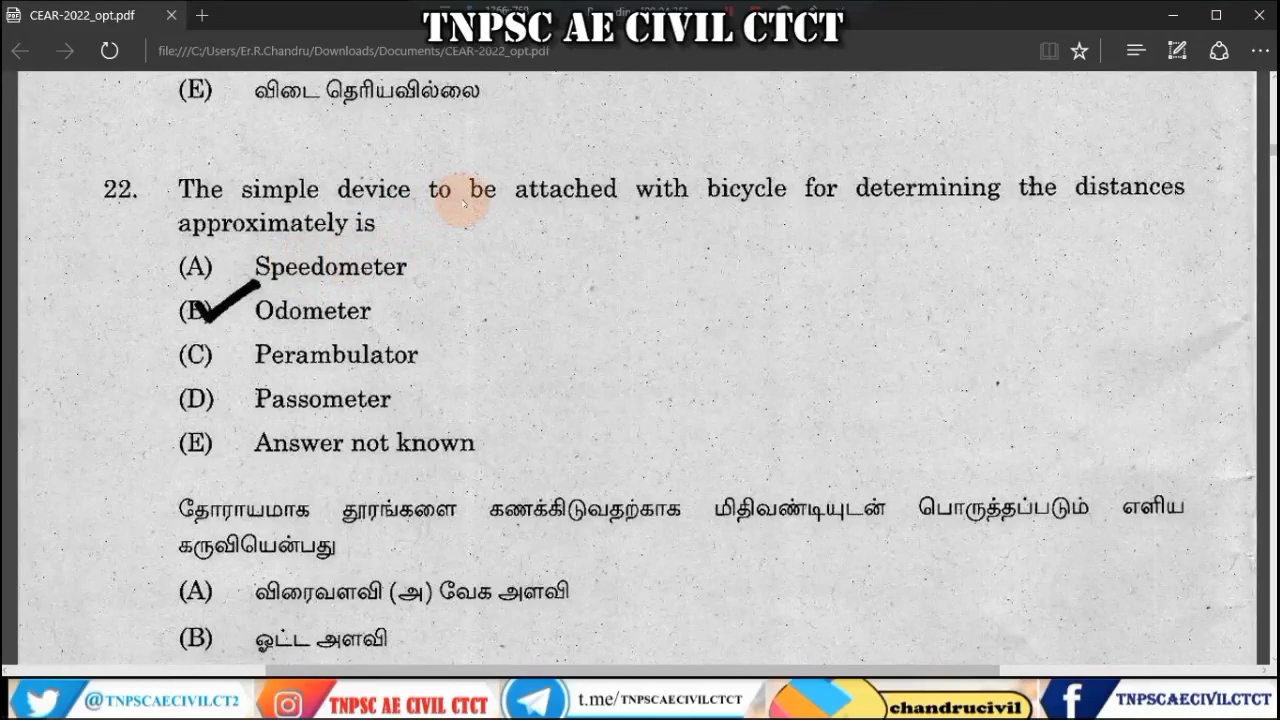 CEAR-2022_opt.pdf
TNPSC AE CIVIL CTCT
file:///C:/Users/Er.R.Chandru/Downloads/Documents/CEAR-2022_opt.pdf
(E) விடை தெரியவில்லை
22. The simple device to be attached with bicycle for determining the distances
approximately is
(A) Speedometer
(B) Odometer
(C) Perambulator
(D) Passometer
(E) Answer not known
தோராயமாக தூரங்களை கணக்கிடுவதற்காக மிதிவண்டியுடன் பொருத்தப்படும் எளிய
கருவியென்பது
(A) விரைவளவி (அ) வேக அளவி
(B) ஓட்ட அளவி
@TNPSCAECIVILCT2 TNPSC AE CIVIL CTCT t.me/TNPSCAECIVILCTCT chandrucivil TNPSCAECIVILCTCT